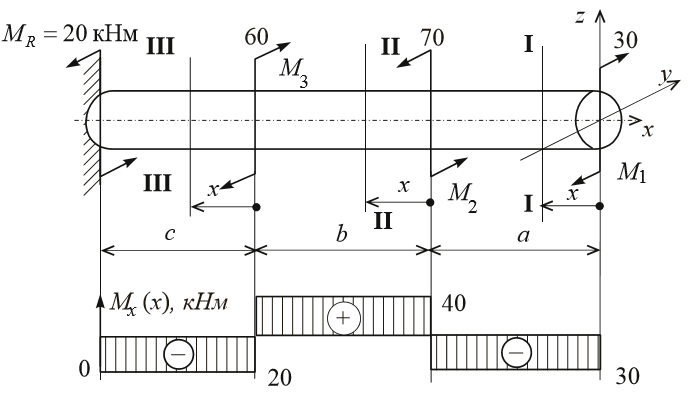 z
M_R = 20 кНм III 60 II 70 I 30
M_3
y
x
III x M_2 x M_1
II I x
c b a
M_x (x), кНм + 40
− −
0 20 30